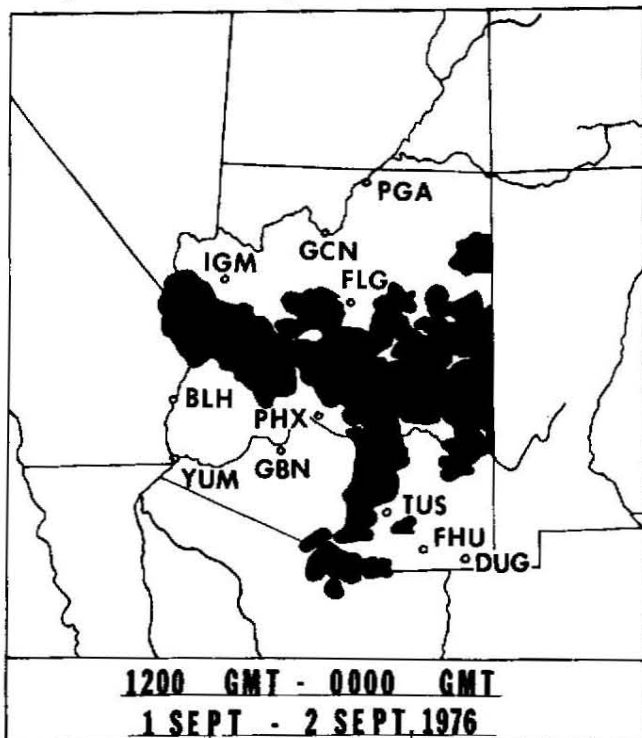 PGA
GCN
IGM
FLG
BLH
PHX
GBN
YUM
TUS
FHU
DUG
1200 GMT - 0000 GMT
1 SEPT - 2 SEPT, 1976